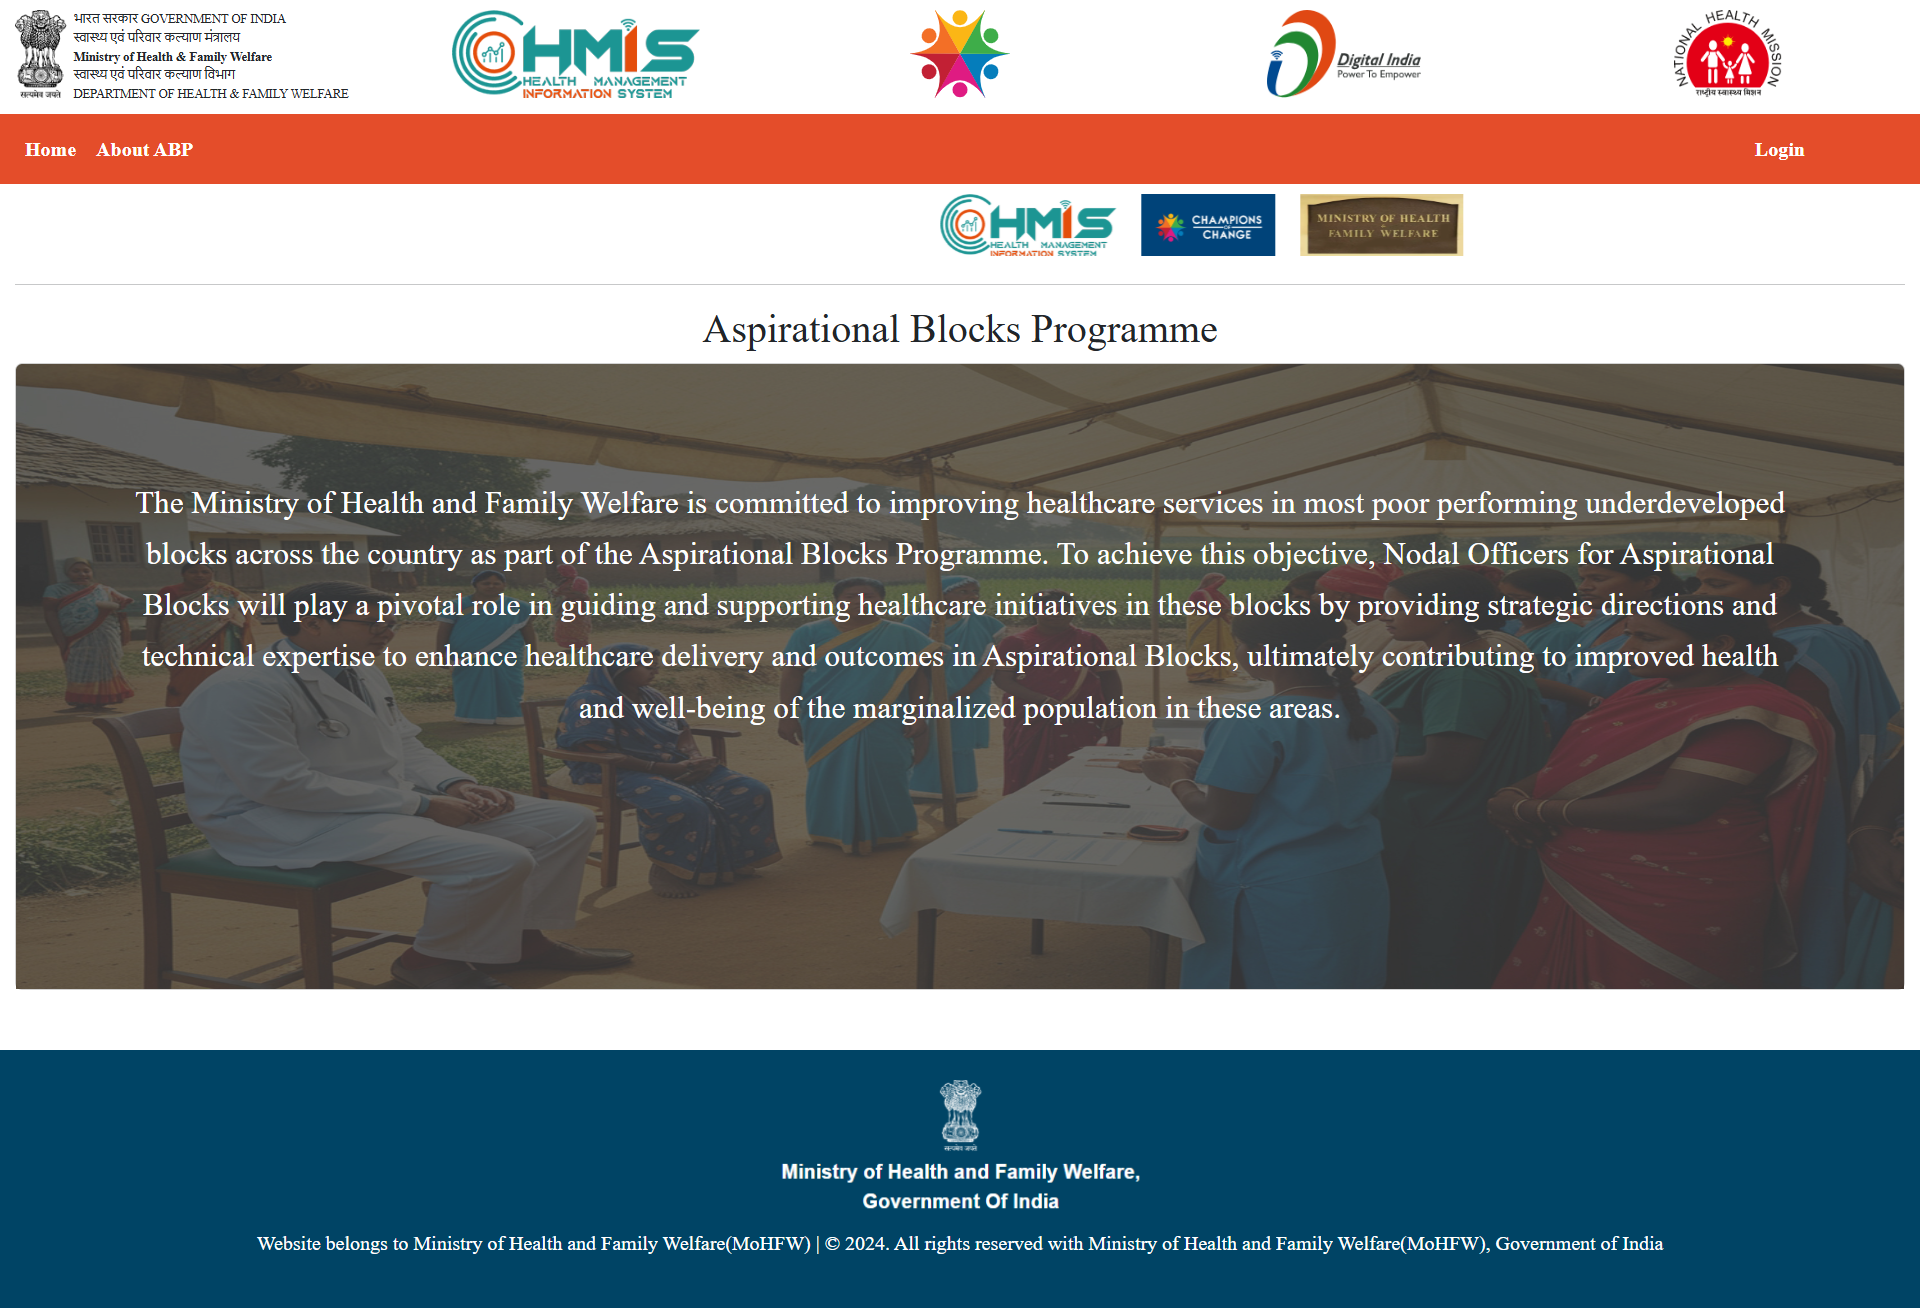 भारत सरकार GOVERNMENT OF INDIA
स्वास्थ्य एवं परिवार कल्याण मंत्रालय
Ministry of Health & Family Welfare
स्वास्थ्य एवं परिवार कल्याण विभाग
DEPARTMENT OF HEALTH & FAMILY WELFARE
सत्यमेव जयते
HMIS
HEALTH MANAGEMENT
INFORMATION SYSTEM
Digital India
Power To Empower
NATIONAL HEALTH MISSION
राष्ट्रीय स्वास्थ्य मिशन
Home About ABP Login
HMIS
HEALTH MANAGEMENT
INFORMATION SYSTEM
CHAMPIONS
OF
CHANGE
MINISTRY OF HEALTH
&
FAMILY WELFARE
Aspirational Blocks Programme
The Ministry of Health and Family Welfare is committed to improving healthcare services in most poor performing underdeveloped
blocks across the country as part of the Aspirational Blocks Programme. To achieve this objective, Nodal Officers for Aspirational
Blocks will play a pivotal role in guiding and supporting healthcare initiatives in these blocks by providing strategic directions and
technical expertise to enhance healthcare delivery and outcomes in Aspirational Blocks, ultimately contributing to improved health
and well-being of the marginalized population in these areas.
सत्यमेव जयते
Ministry of Health and Family Welfare,
Government Of India
Website belongs to Ministry of Health and Family Welfare(MoHFW) | © 2024. All rights reserved with Ministry of Health and Family Welfare(MoHFW), Government of India